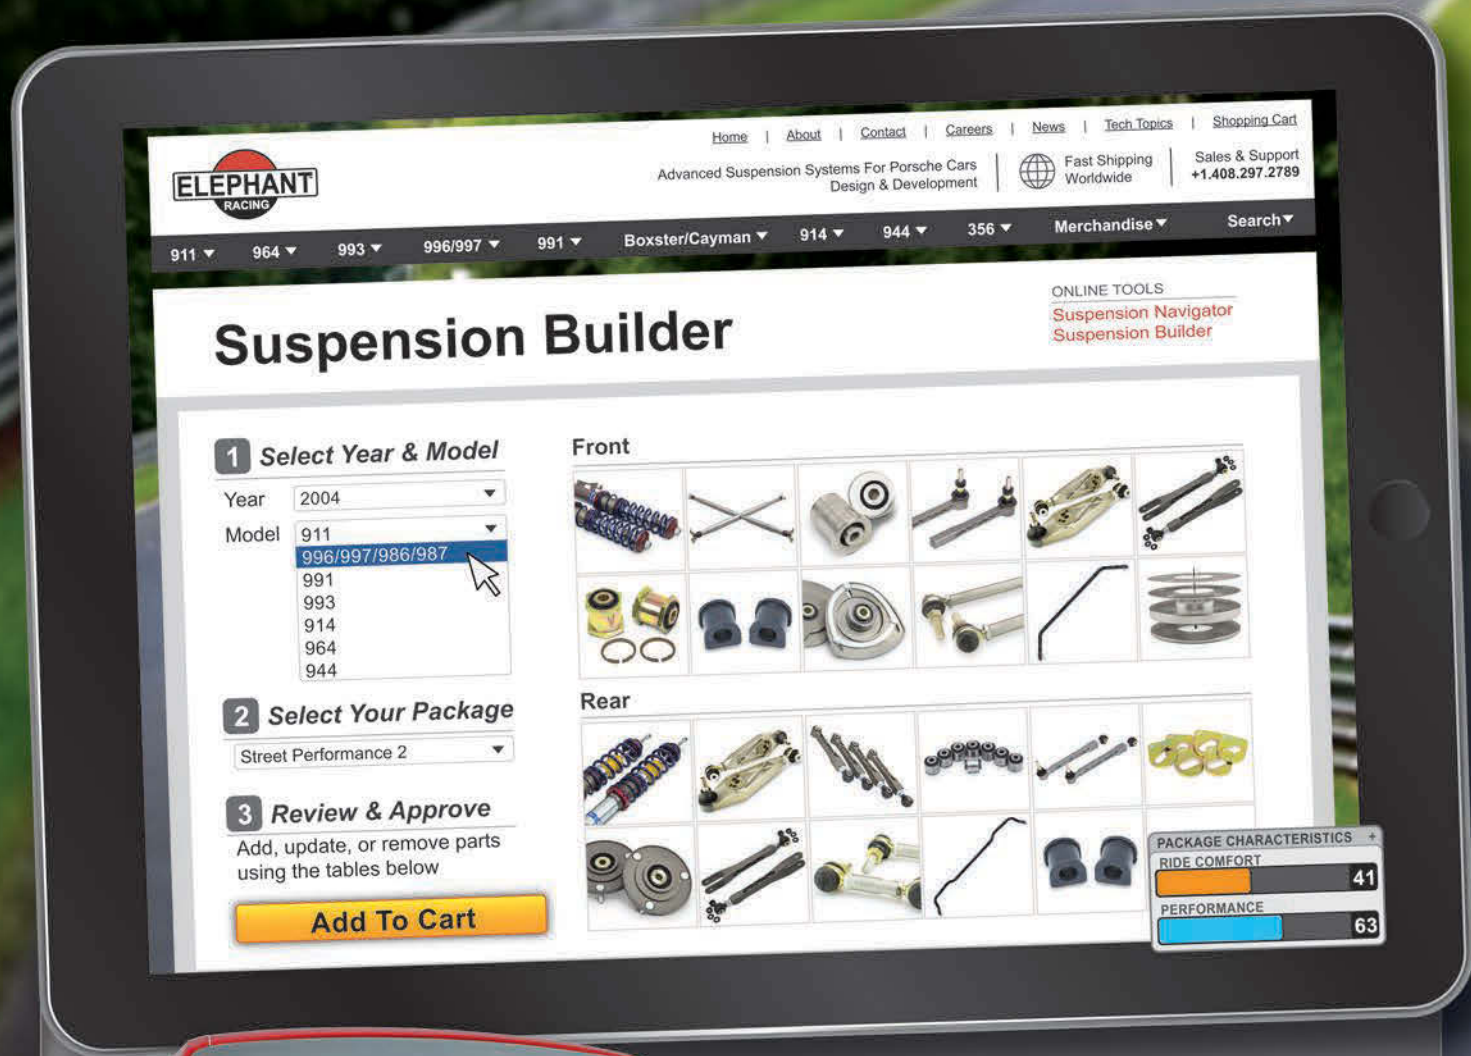 Home | About | Contact | Careers | News | Tech Topics | Shopping Cart
ELEPHANT
RACING
Advanced Suspension Systems For Porsche Cars
Design & Development
Fast Shipping
Worldwide
Sales & Support
+1.408.297.2789
911 964 993 996/997 991 Boxster/Cayman 914 944 356 Merchandise Search
Suspension Builder
ONLINE TOOLS
Suspension Navigator
Suspension Builder
1 Select Year & Model
Year 2004
Model 911
996/997/986/987
991
993
914
964
944
2 Select Your Package
Street Performance 2
3 Review & Approve
Add, update, or remove parts
using the tables below
Add To Cart
Front
Rear
PACKAGE CHARACTERISTICS +
RIDE COMFORT
41
PERFORMANCE
63